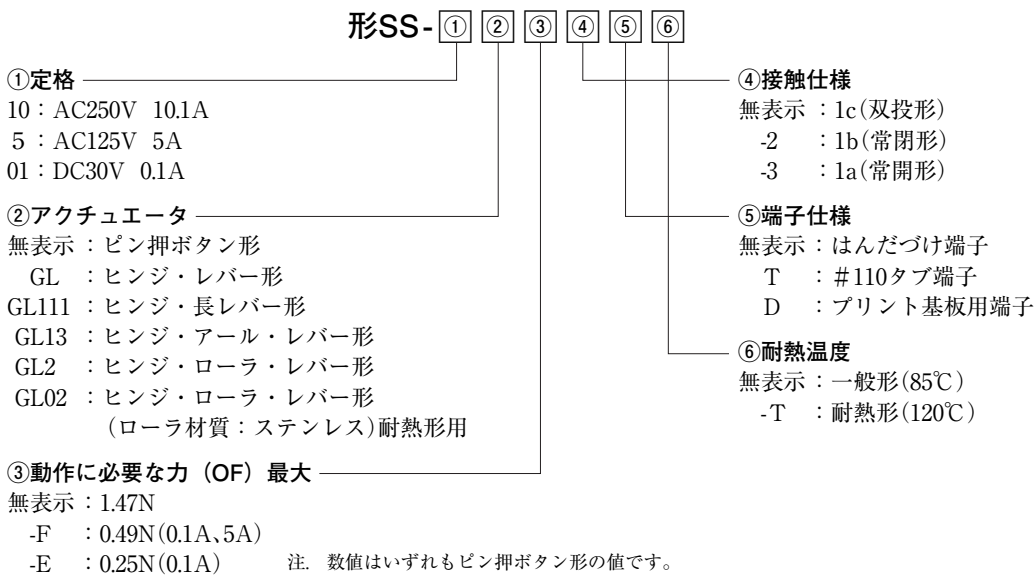 形SS-① ② ③ ④ ⑤ ⑥
①定格
10：AC250V 10.1A
5：AC125V 5A
01：DC30V 0.1A
②アクチュエータ
無表示：ピン押ボタン形
GL：ヒンジ・レバー形
GL111：ヒンジ・長レバー形
GL13：ヒンジ・アール・レバー形
GL2：ヒンジ・ローラ・レバー形
GL02：ヒンジ・ローラ・レバー形
(ローラ材質：ステンレス)耐熱形用
③動作に必要な力（OF）最大
無表示：1.47N
-F：0.49N(0.1A、5A)
-E：0.25N(0.1A)
注. 数値はいずれもピン押ボタン形の値です。
④接触仕様
無表示：1c(双投形)
-2：1b(常閉形)
-3：1a(常開形)
⑤端子仕様
無表示：はんだづけ端子
T：＃110タブ端子
D：プリント基板用端子
⑥耐熱温度
無表示：一般形(85℃)
-T：耐熱形(120℃)